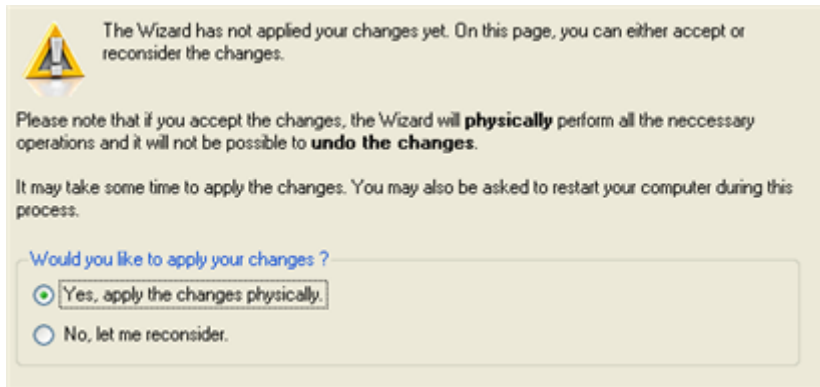 The Wizard has not applied your changes yet. On this page, you can either accept or
reconsider the changes.
Please note that if you accept the changes, the Wizard will physically perform all the neccessary
operations and it will not be possible to undo the changes.
It may take some time to apply the changes. You may also be asked to restart your computer during this
process.
Would you like to apply your changes ?
Yes, apply the changes physically.
No, let me reconsider.